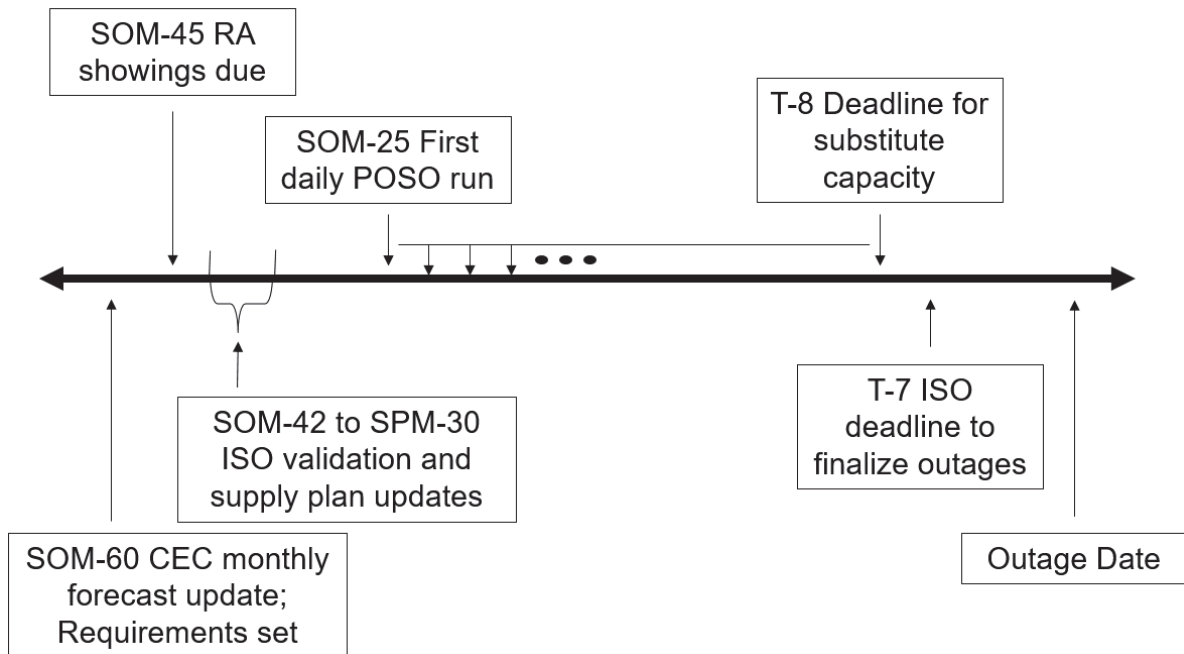 SOM-45 RA
showings due
SOM-25 First
daily POSO run
T-8 Deadline for
substitute
capacity
SOM-42 to SPM-30
ISO validation and
supply plan updates
T-7 ISO
deadline to
finalize outages
SOM-60 CEC monthly
forecast update;
Requirements set
Outage Date